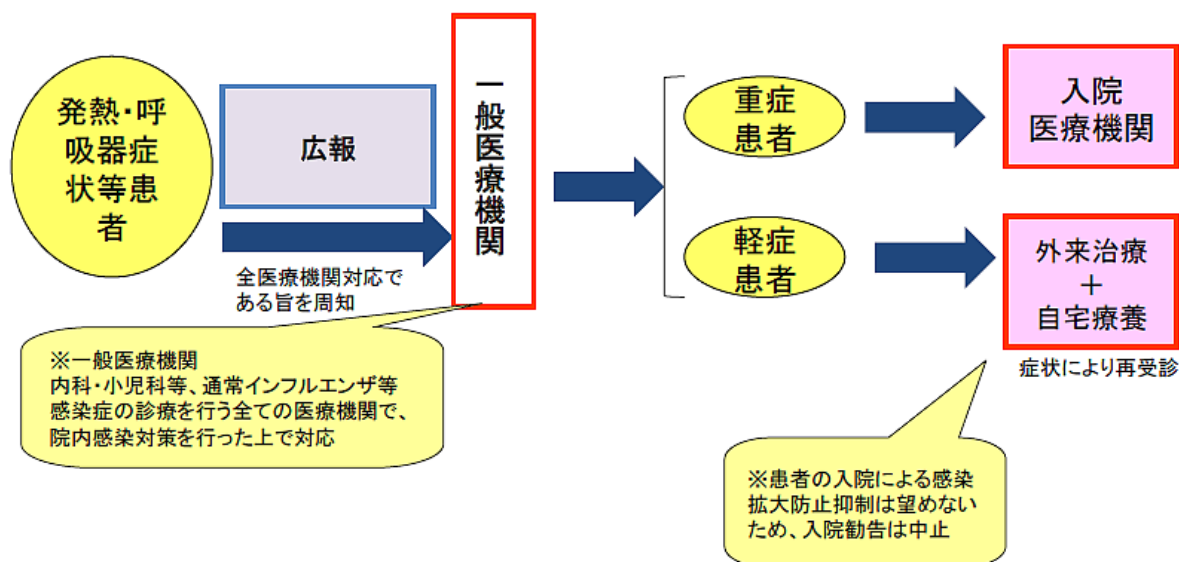 発熱・呼
吸器症
状等患
者
広報
全医療機関対応で
ある旨を周知
一般医療機関
※一般医療機関
内科・小児科等、通常インフルエンザ等
感染症の診療を行う全ての医療機関で、
院内感染対策を行った上で対応
重症
患者
入院
医療機関
軽症
患者
外来治療
+
自宅療養
症状により再受診
※患者の入院による感染
拡大防止抑制は望めない
ため、入院勧告は中止